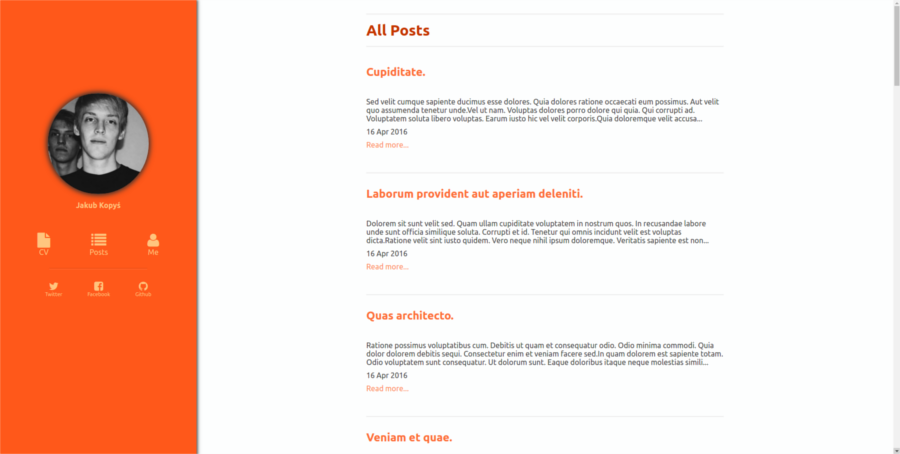 Jakub Kopyś
CV
Posts
Me
Twitter
Facebook
Github
All Posts
Cupiditate.
Sed velit cumque sapiente ducimus esse dolores. Quia dolores ratione occaecati eum possimus. Aut velit
quo assumenda tenetur unde.Vel ut nam. Voluptas dolores porro dolore qui quia. Qui corrupti ad.
Voluptatem soluta libero voluptas. Earum iusto hic vel velit corporis.Quia doloremque velit accusa...
16 Apr 2016
Read more...
Laborum provident aut aperiam deleniti.
Dolorem sit sunt velit sed. Quam ullam cupiditate voluptatem in nostrum quos. In recusandae labore
unde sunt officia similique soluta. Corrupti et id. Tenetur qui omnis incidunt velit est voluptas
dicta.Ratione velit sint iusto quidem. Vero neque nihil ipsum doloremque. Veritatis sapiente est non...
16 Apr 2016
Read more...
Quas architecto.
Ratione possimus voluptatibus cum. Debitis ut quam et consequatur odio. Odio minima commodi. Quia
dolor dolorem debitis sequi. Consectetur enim et veniam facere sed.In quam dolorem est sapiente totam.
Odio voluptatem sunt consequatur. Ut dolorum sunt. Eaque doloribus itaque neque molestias simili...
16 Apr 2016
Read more...
Veniam et quae.